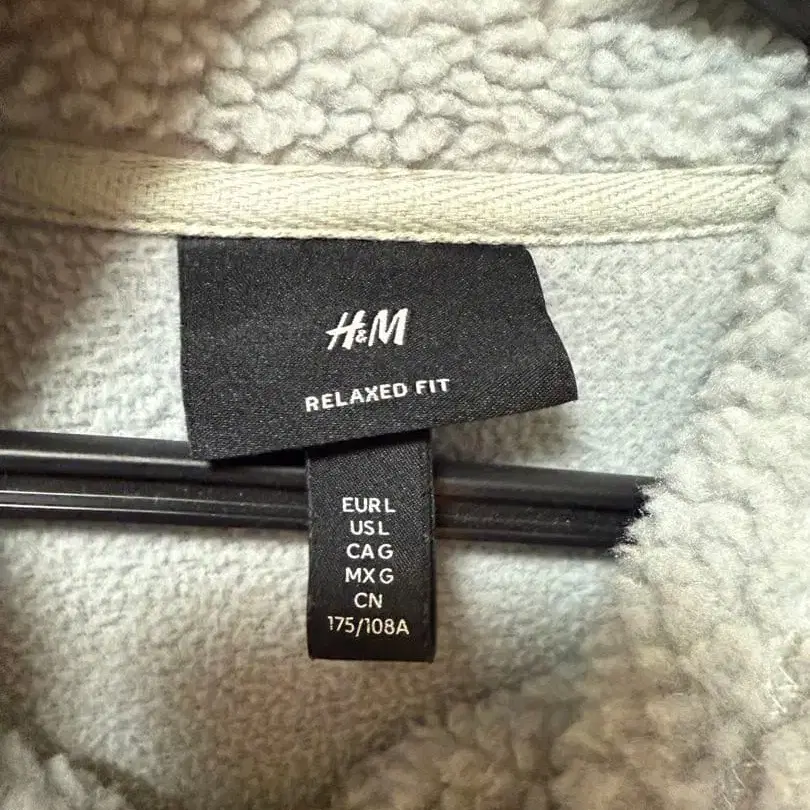 H&M
RELAXED FIT
EUR L
US L
CA G
MX G
CN
175/108A